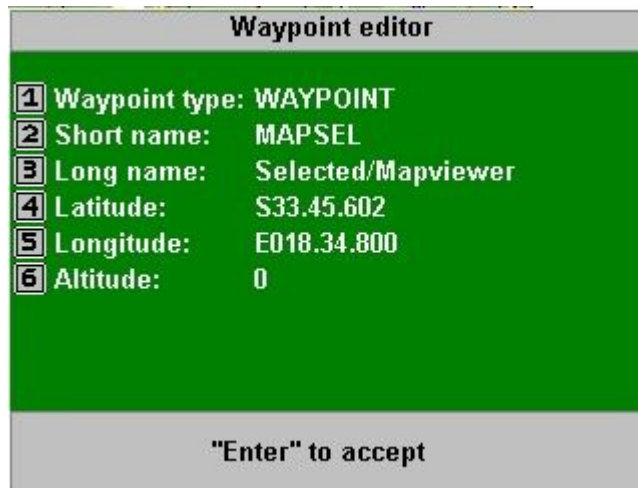 Waypoint editor
1 Waypoint type: WAYPOINT
2 Short name: MAPSEL
3 Long name: Selected/Mapviewer
4 Latitude: S33.45.602
5 Longitude: E018.34.800
6 Altitude: 0
"Enter" to accept